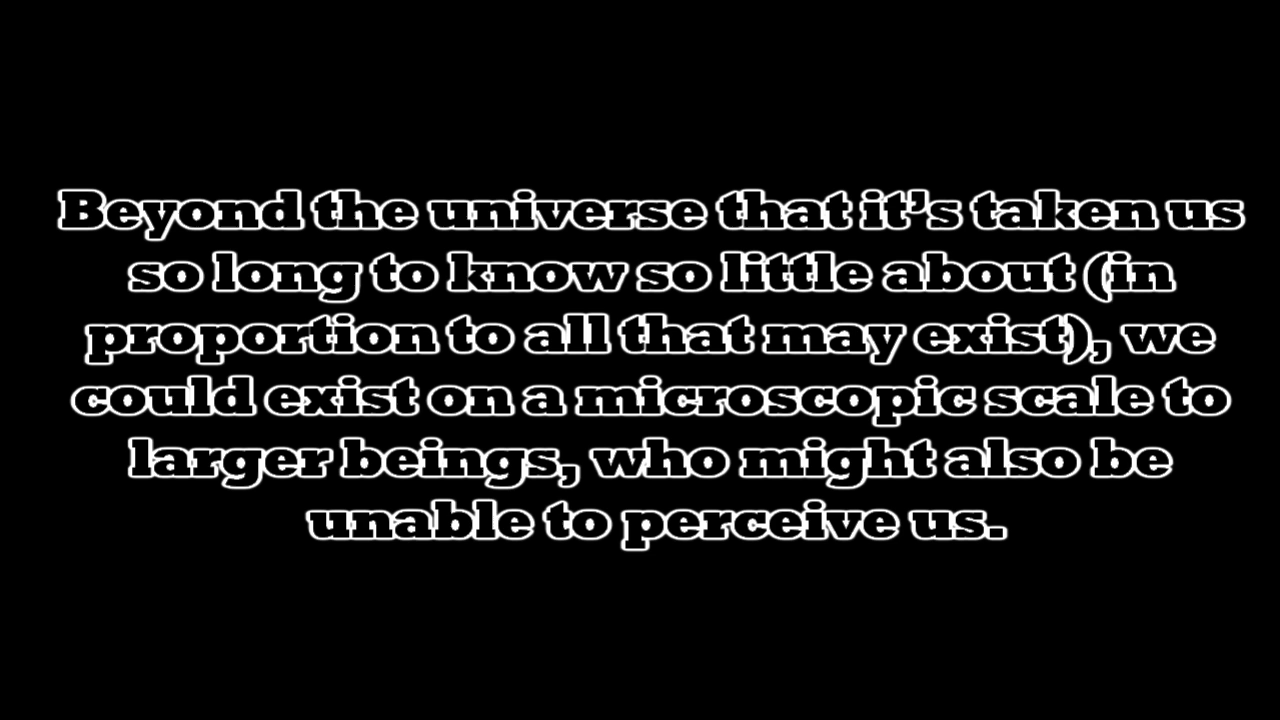 Beyond the universe that it's taken us
so long to know so little about (in
proportion to all that may exist), we
could exist on a microscopic scale to
larger beings, who might also be
unable to perceive us.